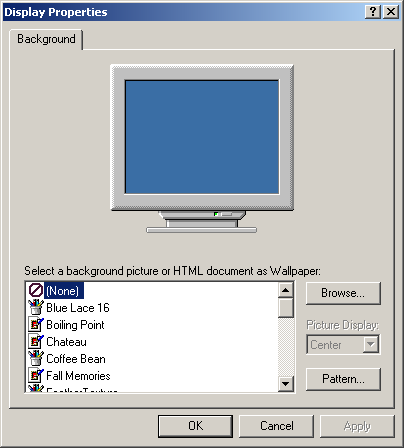 Display Properties
Background
Select a background picture or HTML document as Wallpaper:
(None)
Blue Lace 16
Boiling Point
Chateau
Coffee Bean
Fall Memories
FeatherTexture
Browse...
Picture Display:
Center
Pattern...
OK
Cancel
Apply